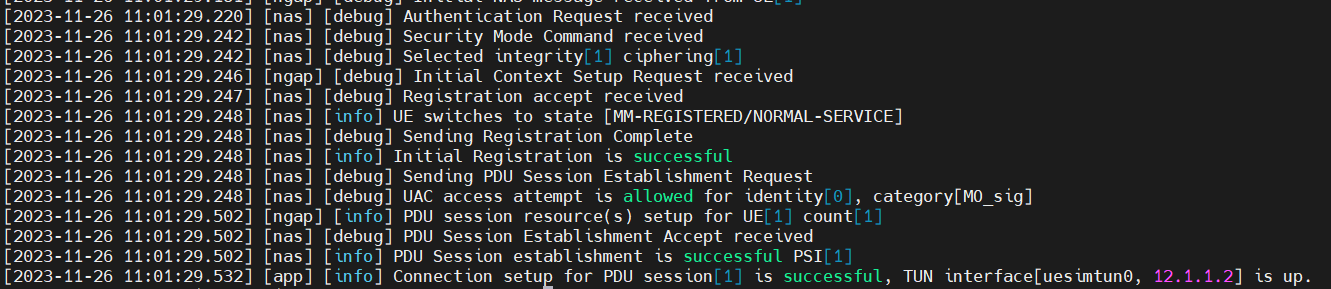 [2023-11-26 11:01:29.220] [nas] [debug] Authentication Request received
[2023-11-26 11:01:29.242] [nas] [debug] Security Mode Command received
[2023-11-26 11:01:29.242] [nas] [debug] Selected integrity[1] ciphering[1]
[2023-11-26 11:01:29.246] [ngap] [debug] Initial Context Setup Request received
[2023-11-26 11:01:29.247] [nas] [debug] Registration accept received
[2023-11-26 11:01:29.248] [nas] [info] UE switches to state [MM-REGISTERED/NORMAL-SERVICE]
[2023-11-26 11:01:29.248] [nas] [debug] Sending Registration Complete
[2023-11-26 11:01:29.248] [nas] [info] Initial Registration is successful
[2023-11-26 11:01:29.248] [nas] [debug] Sending PDU Session Establishment Request
[2023-11-26 11:01:29.248] [nas] [debug] UAC access attempt is allowed for identity[0], category[MO_sig]
[2023-11-26 11:01:29.502] [ngap] [info] PDU session resource(s) setup for UE[1] count[1]
[2023-11-26 11:01:29.502] [nas] [debug] PDU Session Establishment Accept received
[2023-11-26 11:01:29.502] [nas] [info] PDU Session establishment is successful PSI[1]
[2023-11-26 11:01:29.532] [app] [info] Connection setup for PDU session[1] is successful, TUN interface[uesimtun0, 12.1.1.2] is up.